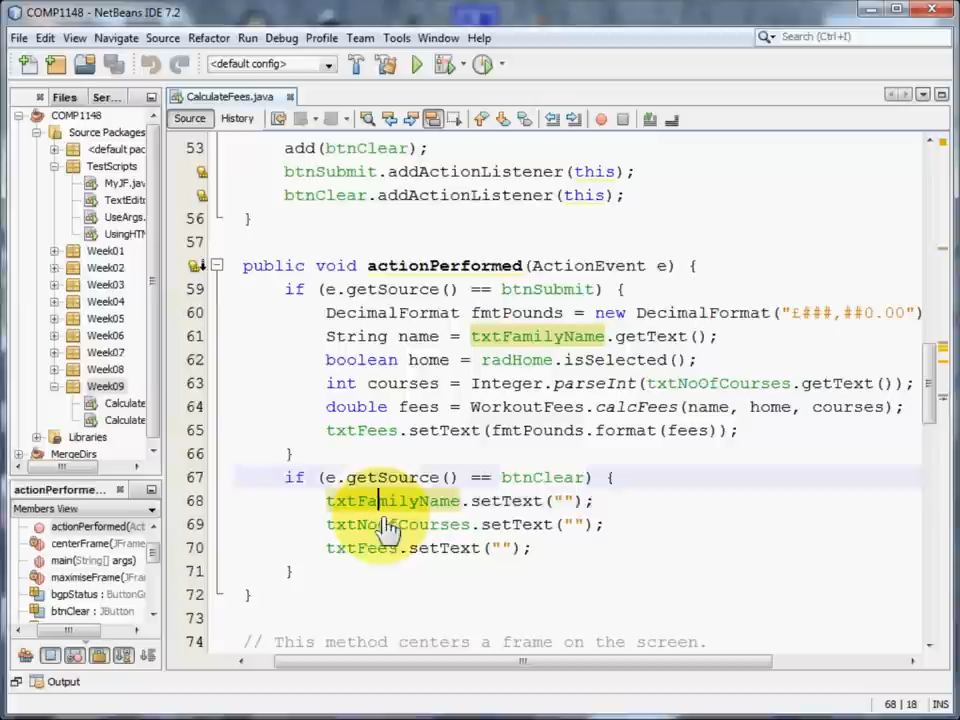 COMP1148 - NetBeans IDE 7.2
File Edit View Navigate Source Refactor Run Debug Profile Team Tools Window Help
Search (Ctrl+I)
<default config>
Files Ser...
CalculateFees.java
COMP1148
Source Packages
<default pac
TestScripts
MyJF.jav
TextEdit
UseArgs.
UsingHTM
Week01
Week02
Week03
Week04
Week05
Week06
Week07
Week08
Week09
Calculate
Calculate
Libraries
MergeDirs
Source History
53 add(btnClear);
btnSubmit.addActionListener(this);
btnClear.addActionListener(this);
56 }
57
public void actionPerformed(ActionEvent e) {
59 if (e.getSource() == btnSubmit) {
60 DecimalFormat fmtPounds = new DecimalFormat("£###,##0.00")
61 String name = txtFamilyName.getText();
62 boolean home = radHome.isSelected();
63 int courses = Integer.parseInt(txtNoOfCourses.getText());
64 double fees = WorkoutFees.calcFees(name, home, courses);
65 txtFees.setText(fmtPounds.format(fees));
66 }
67 if (e.getSource() == btnClear) {
68 txtFamilyName.setText("");
69 txtNoOfCourses.setText("");
70 txtFees.setText("");
71 }
72 }
73
74 // This method centers a frame on the screen.
actionPerforme...
Members View
actionPerformed(Act
centerFrame(JFrame
main(String[] args)
maximiseFrame(JFrame
bgpStatus : ButtonG
btnClear : JButton
Output
68 | 18 INS